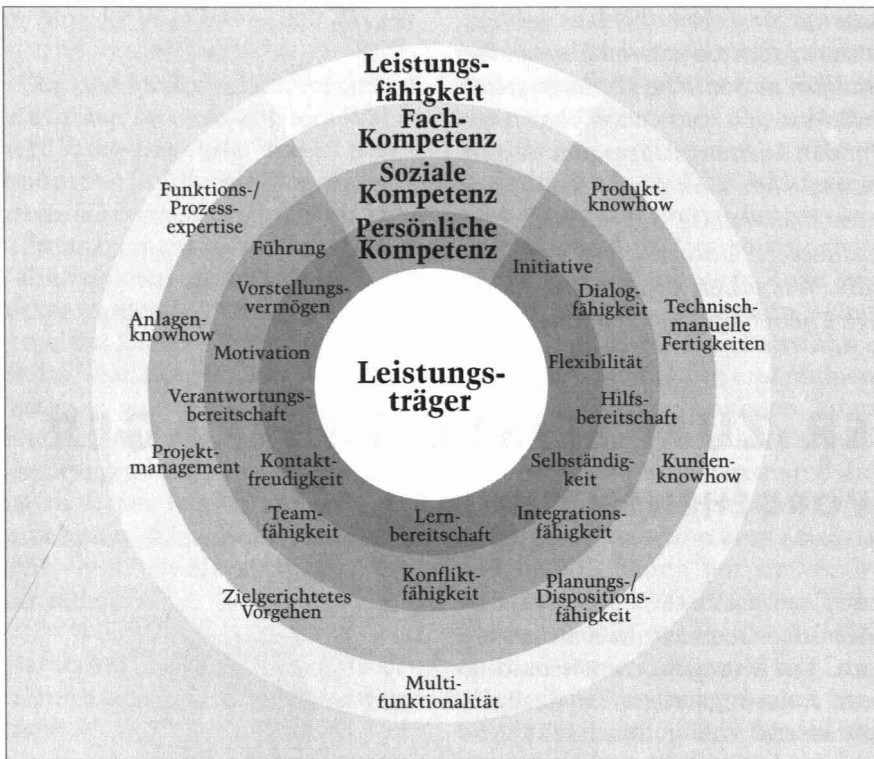 Leistungs-
fähigkeit
Fach-
Kompetenz
Soziale
Kompetenz
Persönliche
Kompetenz
Funktions-/
Prozess-
expertise
Produkt-
knowhow
Führung
Initiative
Vorstellungs-
vermögen
Dialog-
fähigkeit
Technisch-
manuelle
Fertigkeiten
Anlagen-
knowhow
Motivation
Flexibilität
Leistungs-
träger
Verantwortungs-
bereitschaft
Hilfs-
bereitschaft
Projekt-
management
Kontakt-
freudigkeit
Selbständig-
keit
Kunden-
knowhow
Team-
fähigkeit
Lern-
bereitschaft
Integrations-
fähigkeit
Konflikt-
fähigkeit
Zielgerichtetes
Vorgehen
Planungs-/
Dispositions-
fähigkeit
Multi-
funktionalität